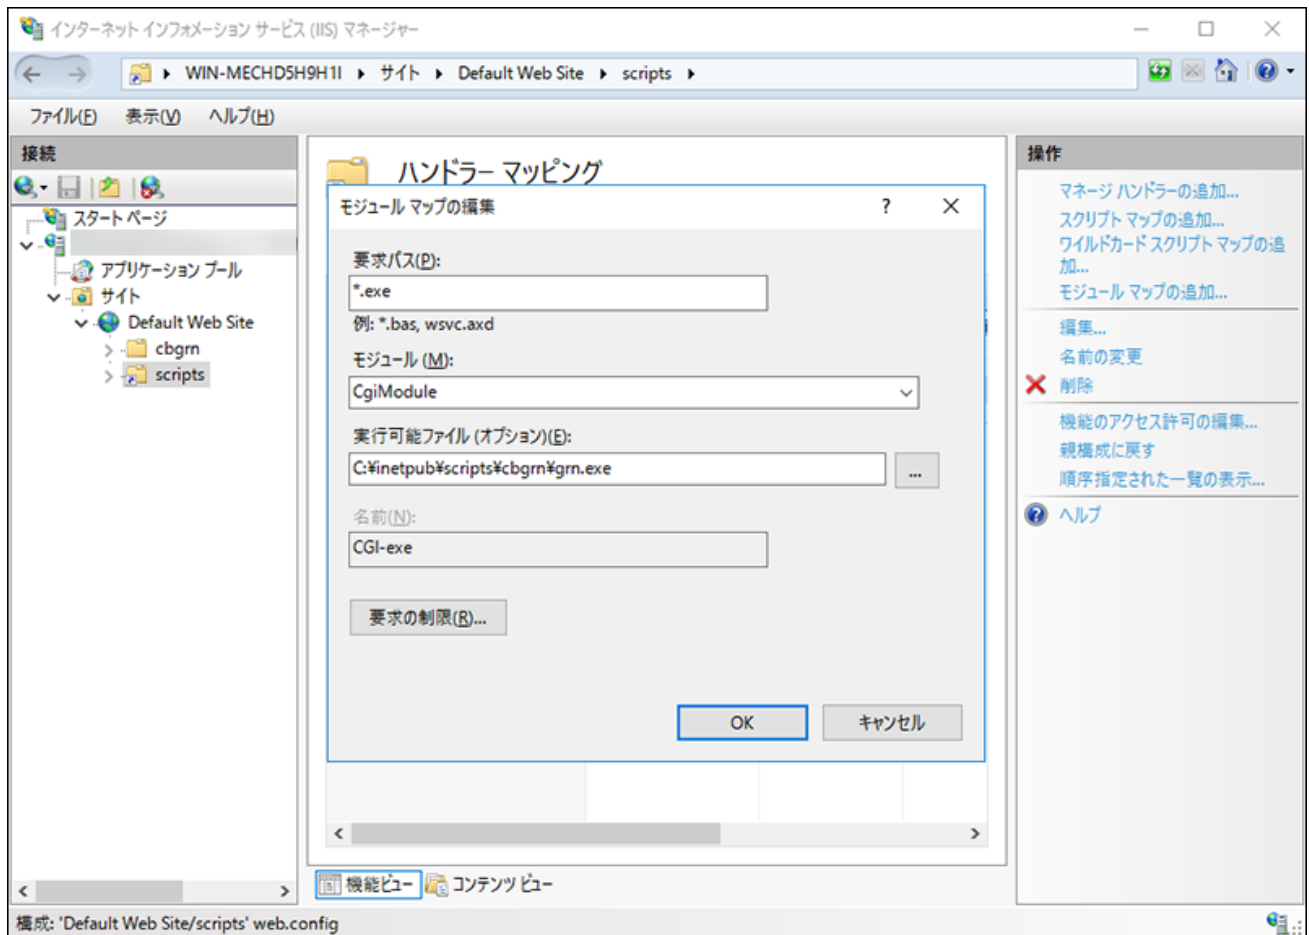 インターネット インフォメーション サービス (IIS) マネージャー
WIN-MECHD5H9H1I ▸ サイト ▸ Default Web Site ▸ scripts ▸
ファイル(F) 表示(V) ヘルプ(H)
接続
スタート ページ
アプリケーション プール
サイト
Default Web Site
cbgrn
scripts
ハンドラー マッピング
モジュール マップの編集
要求パス(P):
*.exe
例: *.bas, wsvc.axd
モジュール (M):
CgiModule
実行可能ファイル (オプション)(E):
C:¥inetpub¥scripts¥cbgrn¥grn.exe
...
名前(N):
CGI-exe
要求の制限(R)...
OK
キャンセル
機能ビュー
コンテンツ ビュー
操作
マネージ ハンドラーの追加...
スクリプト マップの追加...
ワイルドカード スクリプト マップの追
加...
モジュール マップの追加...
編集...
名前の変更
削除
機能のアクセス許可の編集...
親構成に戻す
順序指定された一覧の表示...
ヘルプ
構成: 'Default Web Site/scripts' web.config